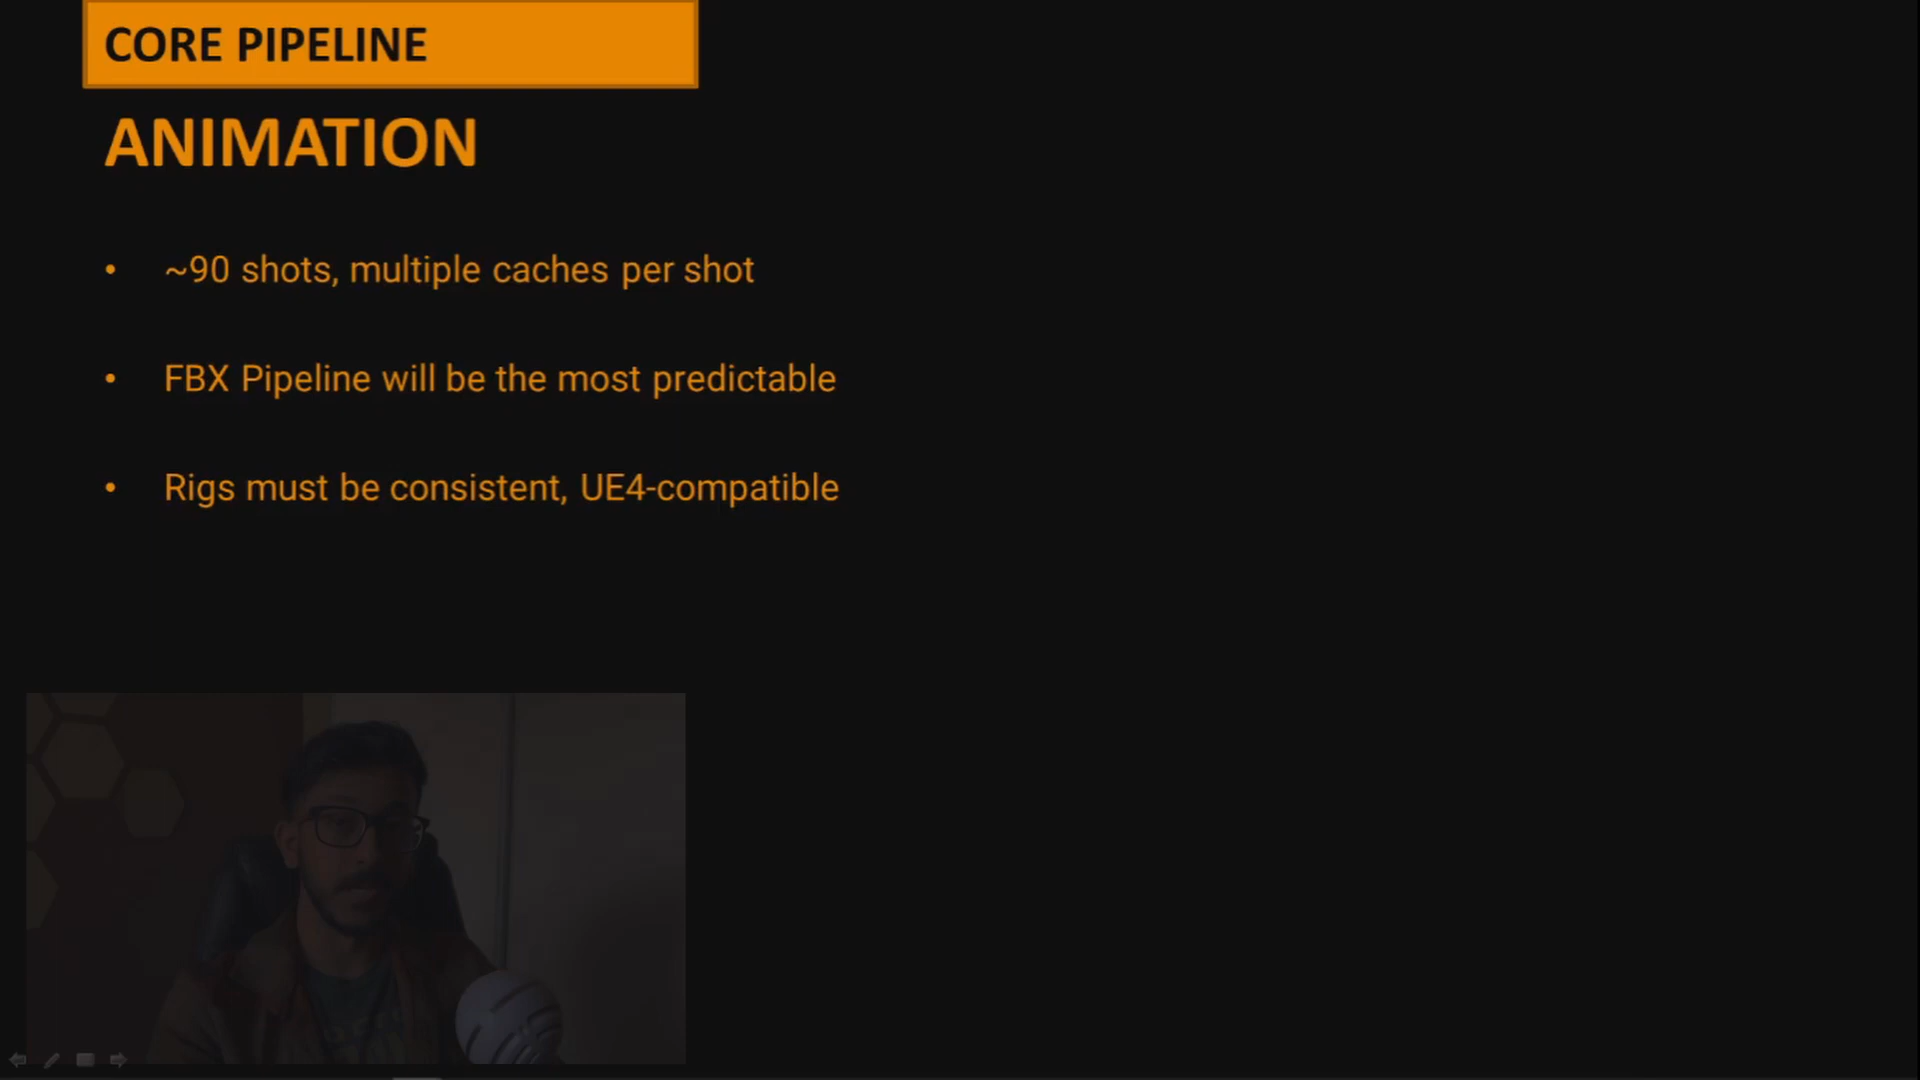 CORE PIPELINE
ANIMATION
• ~90 shots, multiple caches per shot
• FBX Pipeline will be the most predictable
• Rigs must be consistent, UE4-compatible